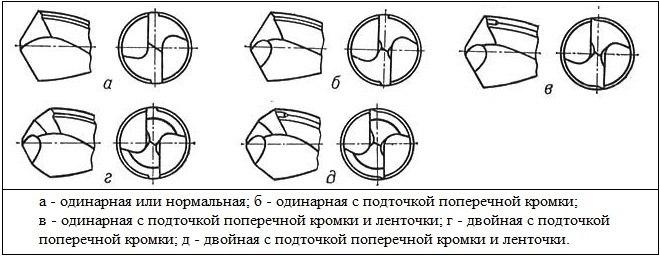 а
б
в
г
д
а - одинарная или нормальная; б - одинарная с подточкой поперечной кромки;
в - одинарная с подточкой поперечной кромки и ленточки; г - двойная с подточкой
поперечной кромки; д - двойная с подточкой поперечной кромки и ленточки.